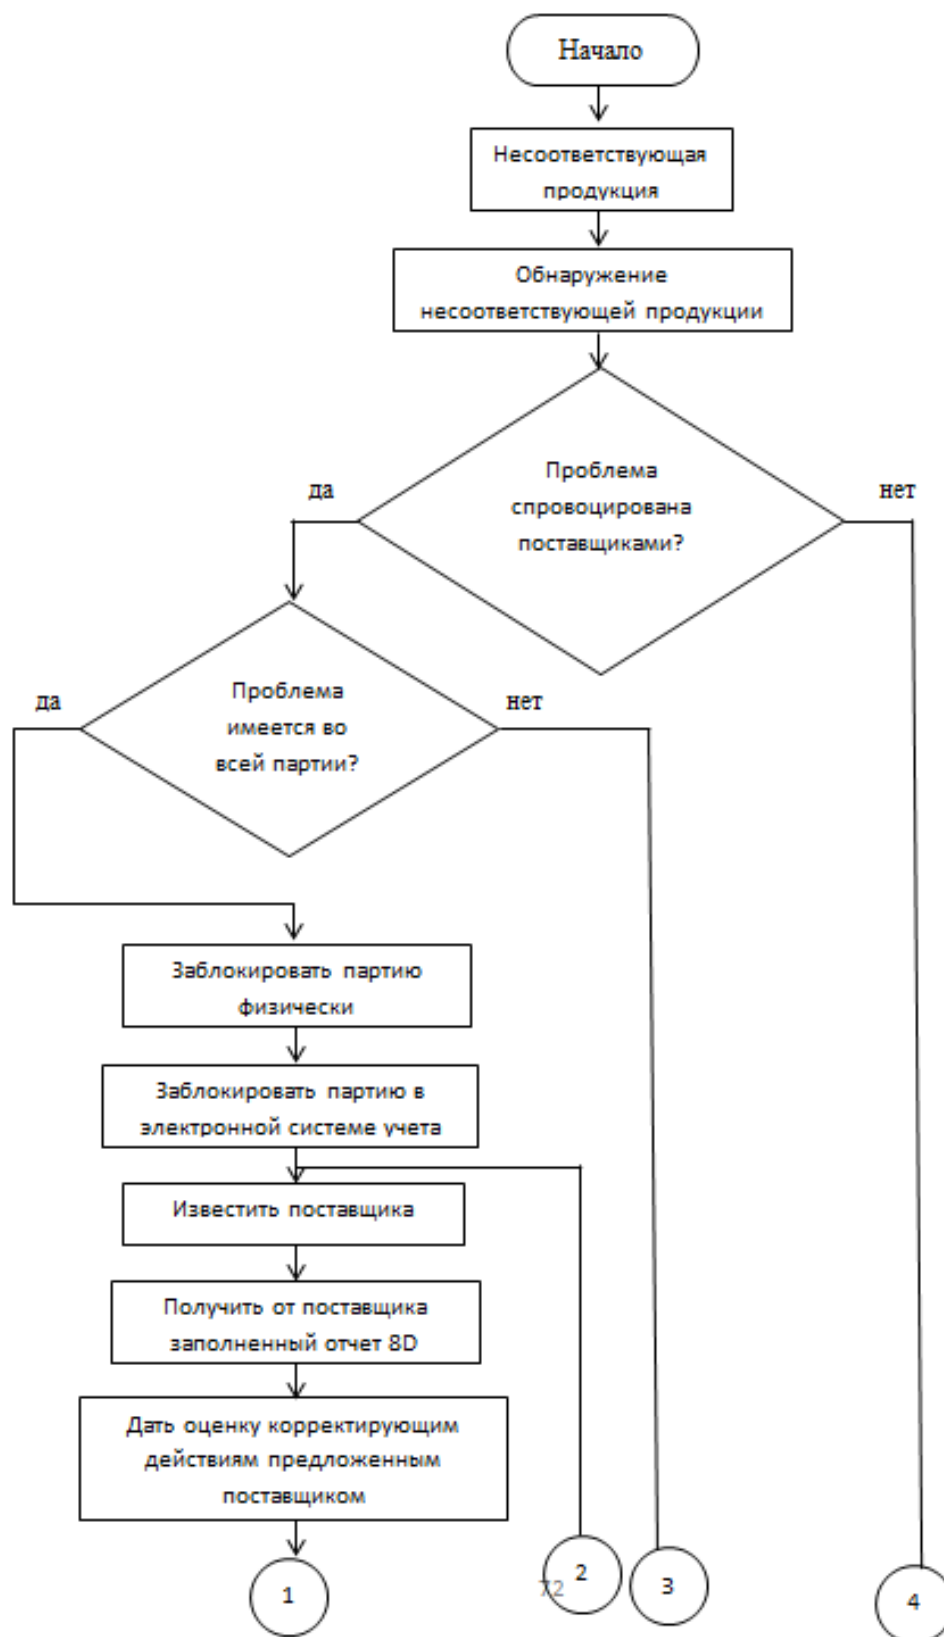 Начало
Несоответствующая
продукция
Обнаружение
несоответствующей продукции
Проблема
спровоцирована
поставщиками?
да
нет
Проблема
имеется во
всей партии?
да
нет
Заблокировать партию
физически
Заблокировать партию в
электронной системе учета
Известить поставщика
Получить от поставщика
заполненный отчет 8D
Дать оценку корректирующим
действиям предложенным
поставщиком
1
2
72
3
4